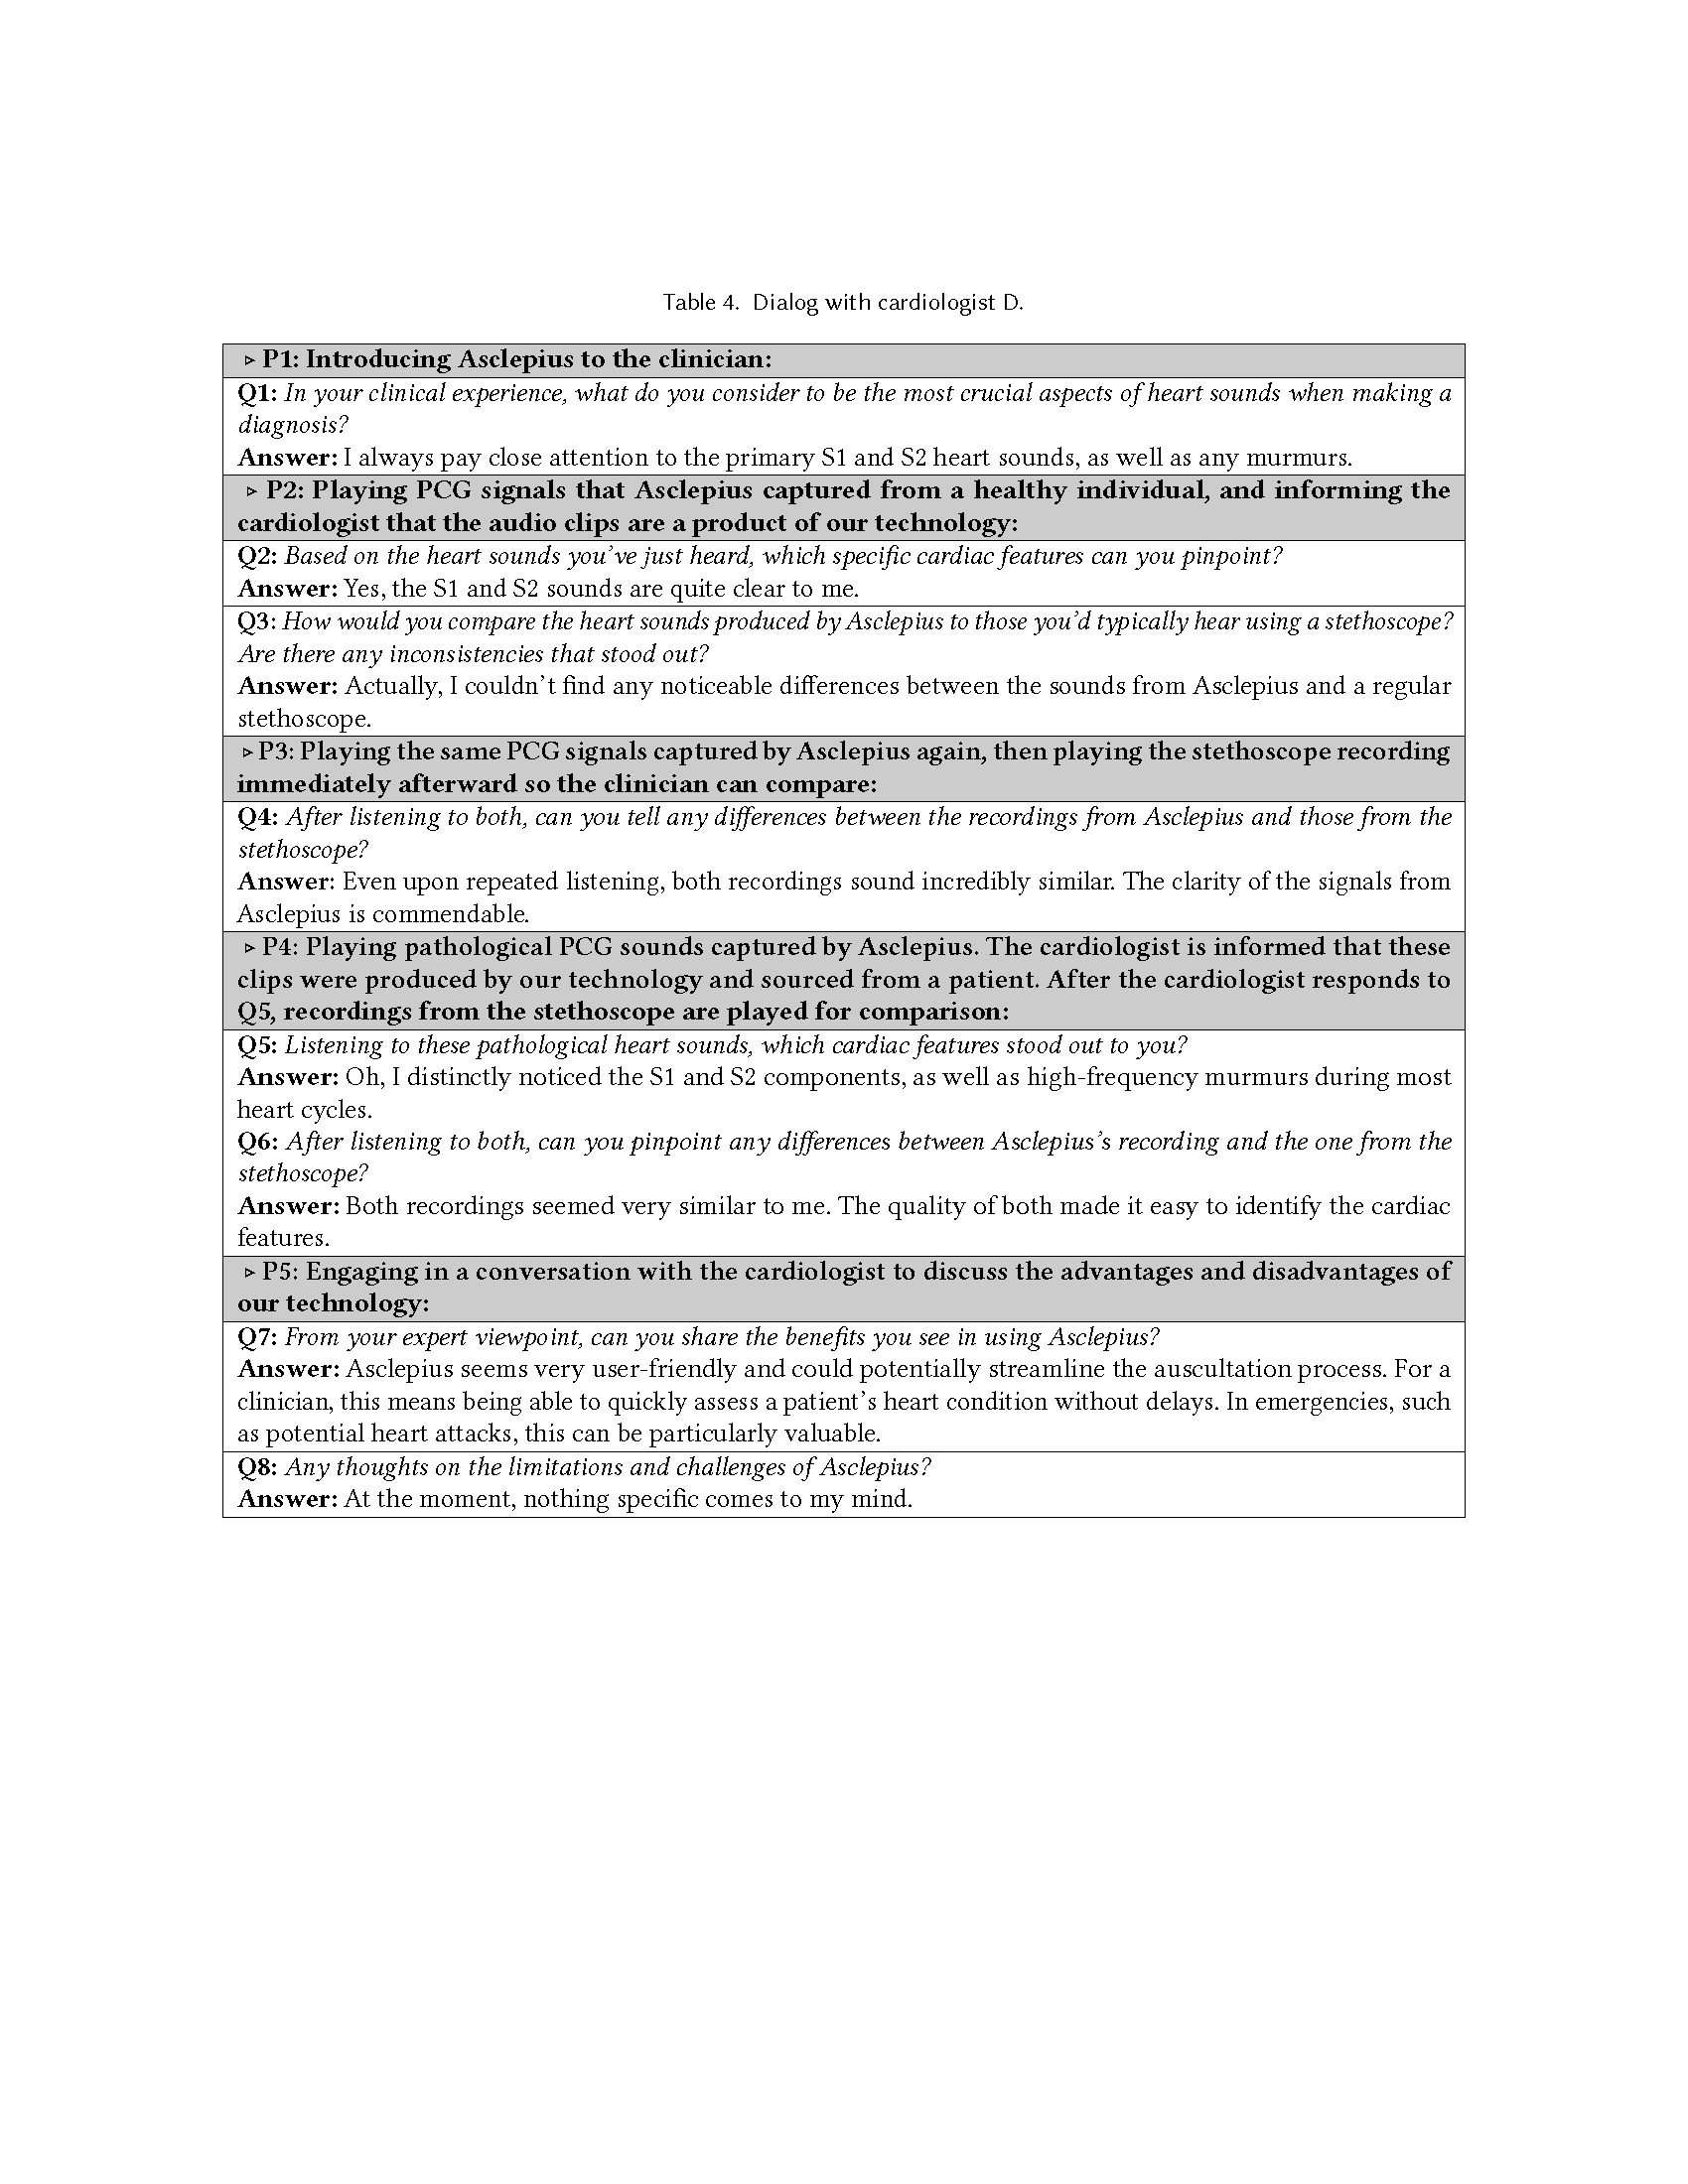 Table 4. Dialog with cardiologist D.
▹ P1: Introducing Asclepius to the clinician:
Q1: In your clinical experience, what do you consider to be the most crucial aspects of heart sounds when making a
diagnosis?
Answer: I always pay close attention to the primary S1 and S2 heart sounds, as well as any murmurs.
▹ P2: Playing PCG signals that Asclepius captured from a healthy individual, and informing the
cardiologist that the audio clips are a product of our technology:
Q2: Based on the heart sounds you've just heard, which specific cardiac features can you pinpoint?
Answer: Yes, the S1 and S2 sounds are quite clear to me.
Q3: How would you compare the heart sounds produced by Asclepius to those you'd typically hear using a stethoscope?
Are there any inconsistencies that stood out?
Answer: Actually, I couldn't find any noticeable differences between the sounds from Asclepius and a regular
stethoscope.
▹ P3: Playing the same PCG signals captured by Asclepius again, then playing the stethoscope recording
immediately afterward so the clinician can compare:
Q4: After listening to both, can you tell any differences between the recordings from Asclepius and those from the
stethoscope?
Answer: Even upon repeated listening, both recordings sound incredibly similar. The clarity of the signals from
Asclepius is commendable.
▹ P4: Playing pathological PCG sounds captured by Asclepius. The cardiologist is informed that these
clips were produced by our technology and sourced from a patient. After the cardiologist responds to
Q5, recordings from the stethoscope are played for comparison:
Q5: Listening to these pathological heart sounds, which cardiac features stood out to you?
Answer: Oh, I distinctly noticed the S1 and S2 components, as well as high-frequency murmurs during most
heart cycles.
Q6: After listening to both, can you pinpoint any differences between Asclepius's recording and the one from the
stethoscope?
Answer: Both recordings seemed very similar to me. The quality of both made it easy to identify the cardiac
features.
▹ P5: Engaging in a conversation with the cardiologist to discuss the advantages and disadvantages of
our technology:
Q7: From your expert viewpoint, can you share the benefits you see in using Asclepius?
Answer: Asclepius seems very user-friendly and could potentially streamline the auscultation process. For a
clinician, this means being able to quickly assess a patient's heart condition without delays. In emergencies, such
as potential heart attacks, this can be particularly valuable.
Q8: Any thoughts on the limitations and challenges of Asclepius?
Answer: At the moment, nothing specific comes to my mind.